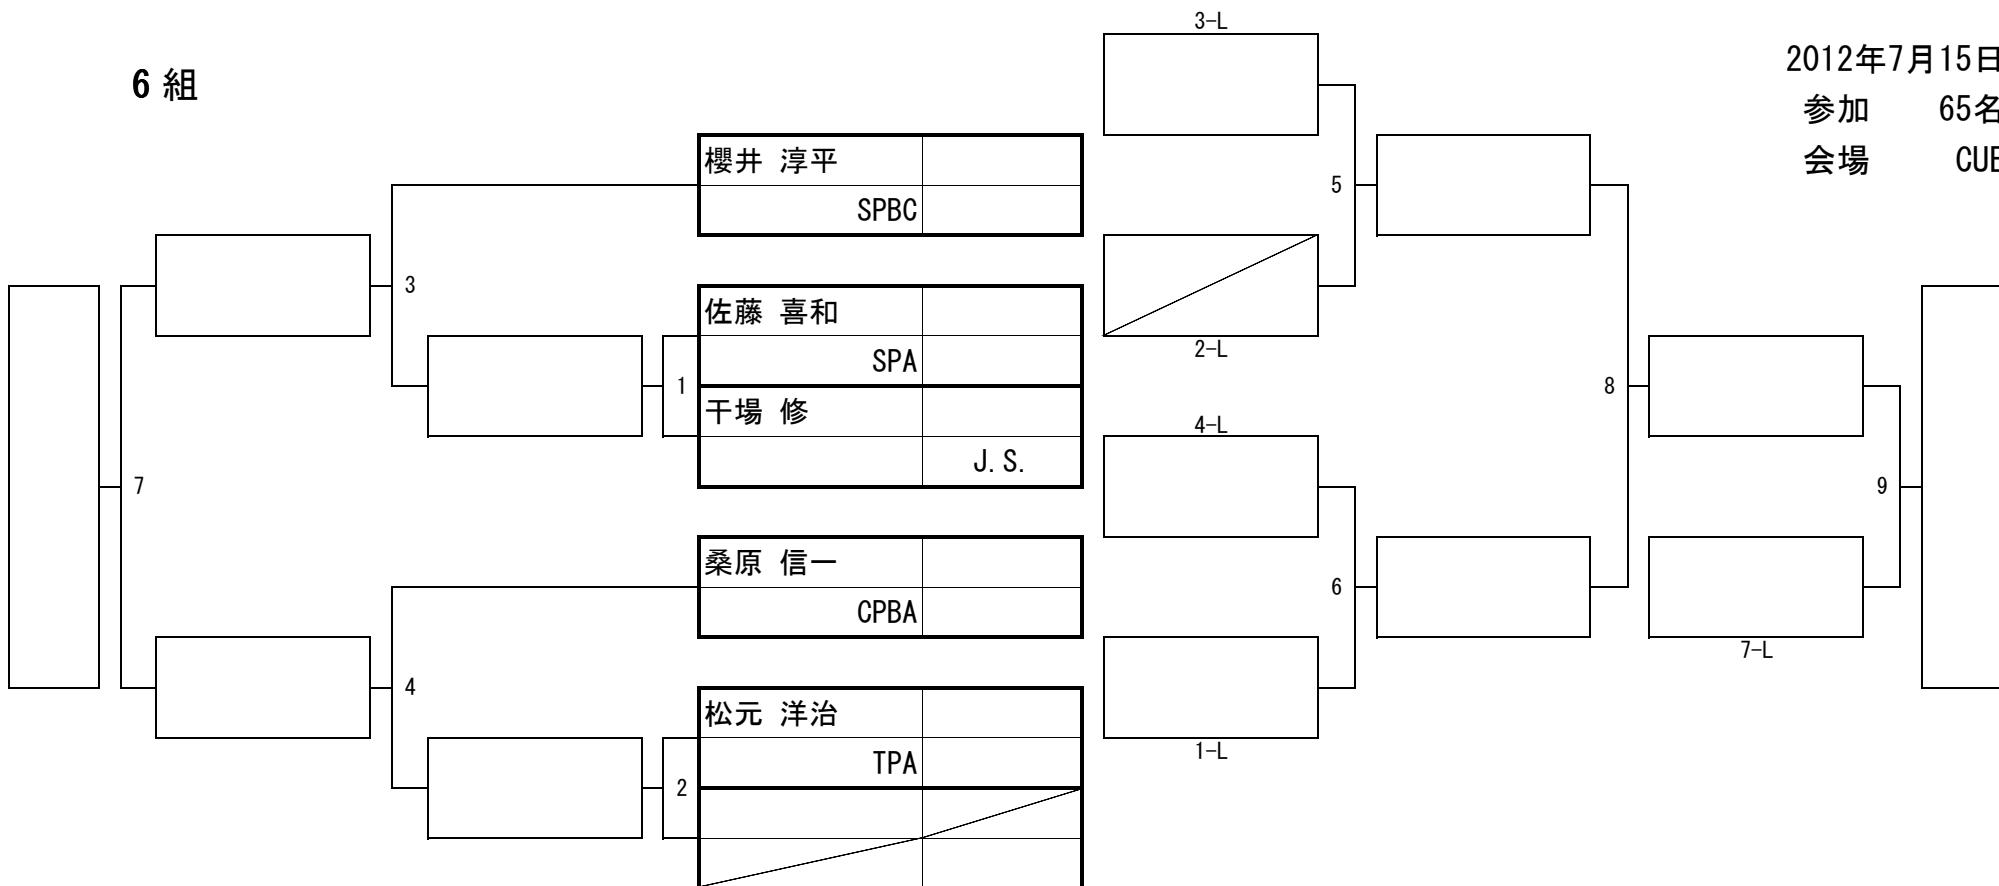 6 組
2012年7月15日
参加 65名
会場 CUE
櫻井 淳平
SPBC
佐藤 喜和
SPA
干場 修
J.S.
桑原 信一
CPBA
松元 洋治
TPA
3
1
7
4
2
3-L
5
2-L
4-L
6
1-L
8
7-L
9